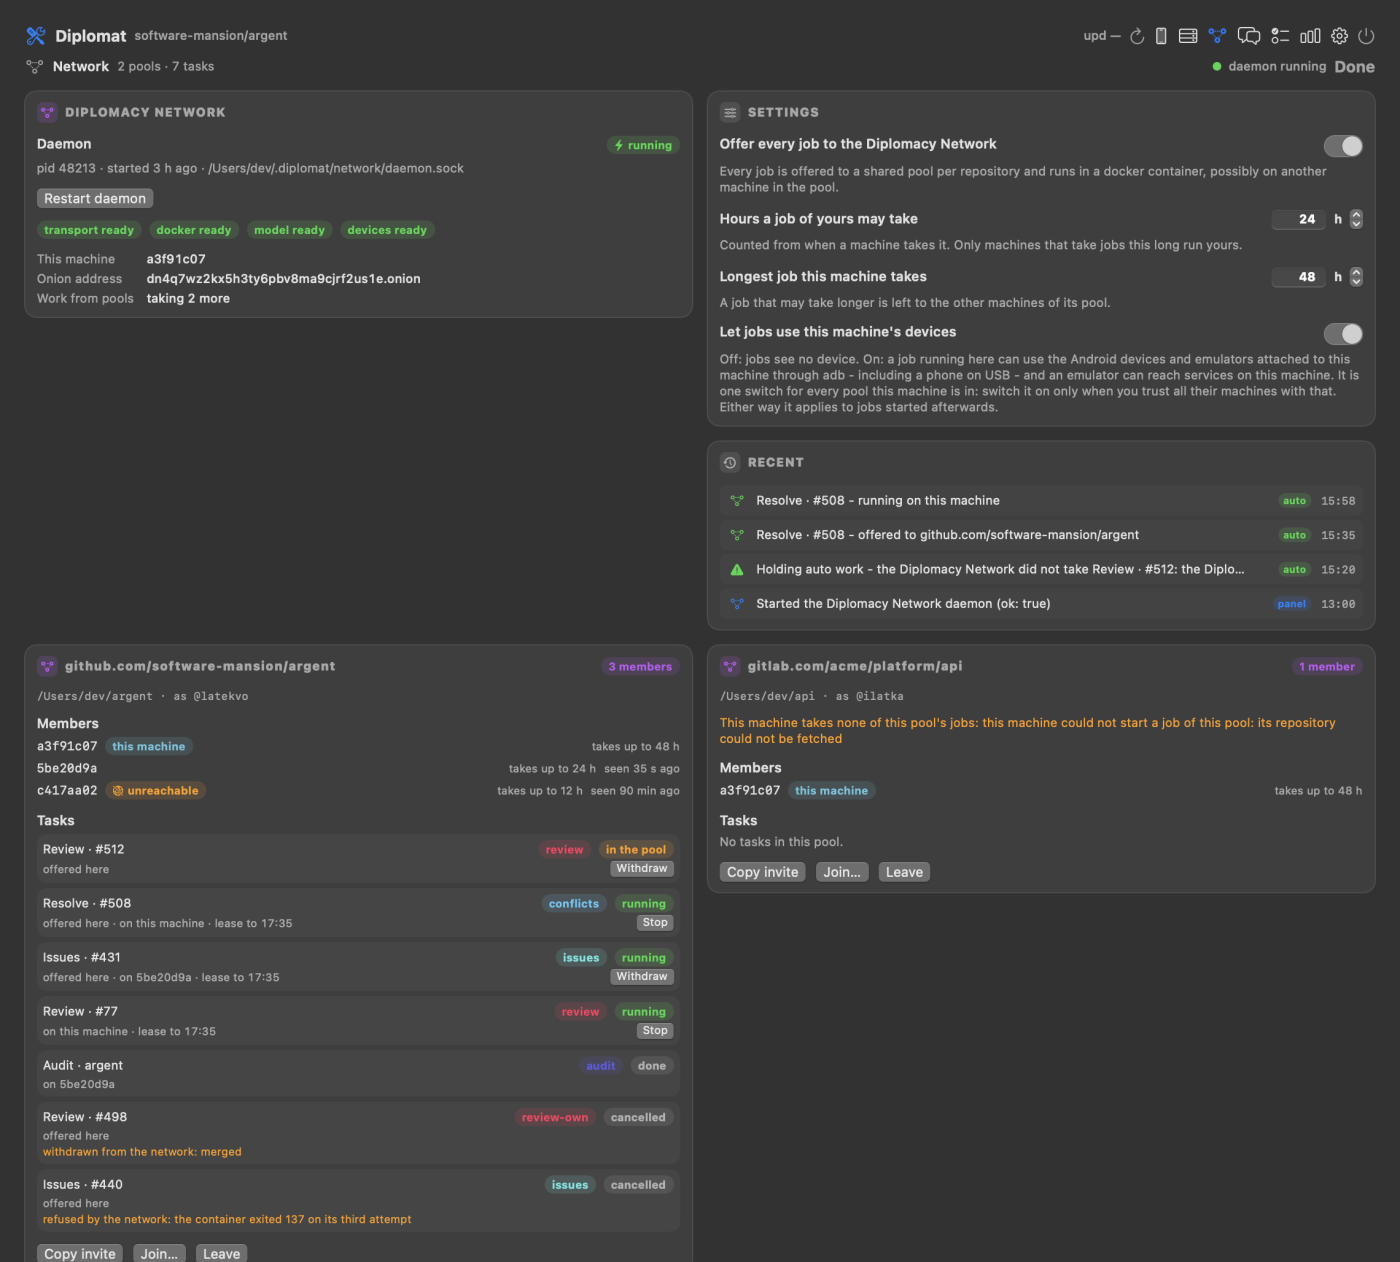 Diplomat software-mansion/argent
upd —
Network 2 pools · 7 tasks
daemon running Done
DIPLOMACY NETWORK
Daemon
running
pid 48213 · started 3 h ago · /Users/dev/.diplomat/network/daemon.sock
Restart daemon
transport ready docker ready model ready devices ready
This machine a3f91c07
Onion address dn4q7wz2kx5h3ty6pbv8ma9cjrf2us1e.onion
Work from pools taking 2 more
SETTINGS
Offer every job to the Diplomacy Network
Every job is offered to a shared pool per repository and runs in a docker container, possibly on another
machine in the pool.
Hours a job of yours may take
24 h
Counted from when a machine takes it. Only machines that take jobs this long run yours.
Longest job this machine takes
48 h
A job that may take longer is left to the other machines of its pool.
Let jobs use this machine's devices
Off: jobs see no device. On: a job running here can use the Android devices and emulators attached to this
machine through adb - including a phone on USB - and an emulator can reach services on this machine. It is
one switch for every pool this machine is in: switch it on only when you trust all their machines with that.
Either way it applies to jobs started afterwards.
RECENT
Resolve · #508 - running on this machine auto 15:58
Resolve · #508 - offered to github.com/software-mansion/argent auto 15:35
Holding auto work - the Diplomacy Network did not take Review · #512: the Diplo... auto 15:20
Started the Diplomacy Network daemon (ok: true) panel 13:00
github.com/software-mansion/argent 3 members
/Users/dev/argent · as @latekvo
Members
a3f91c07 this machine takes up to 48 h
5be20d9a takes up to 24 h seen 35 s ago
c417aa02 unreachable takes up to 12 h seen 90 min ago
Tasks
Review · #512 review in the pool
offered here Withdraw
Resolve · #508 conflicts running
offered here · on this machine · lease to 17:35 Stop
Issues · #431 issues running
offered here · on 5be20d9a · lease to 17:35 Withdraw
Review · #77 review running
on this machine · lease to 17:35 Stop
Audit · argent audit done
on 5be20d9a
Review · #498 review-own cancelled
offered here
withdrawn from the network: merged
Issues · #440 issues cancelled
offered here
refused by the network: the container exited 137 on its third attempt
Copy invite Join... Leave
gitlab.com/acme/platform/api 1 member
/Users/dev/api · as @ilatka
This machine takes none of this pool's jobs: this machine could not start a job of this pool: its repository
could not be fetched
Members
a3f91c07 this machine takes up to 48 h
Tasks
No tasks in this pool.
Copy invite Join... Leave